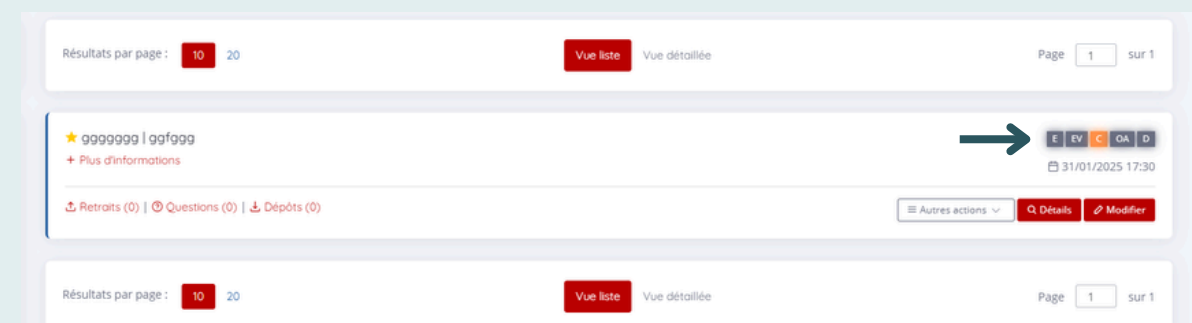 Résultats par page : 10 20 Vue liste Vue détaillée Page 1 sur 1
ggggggg | ggfggg E EV C OA D
+ Plus d'informations 31/01/2025 17:30
Retraits (0) | Questions (0) | Dépôts (0) Autres actions Détails Modifier
Résultats par page : 10 20 Vue liste Vue détaillée Page 1 sur 1